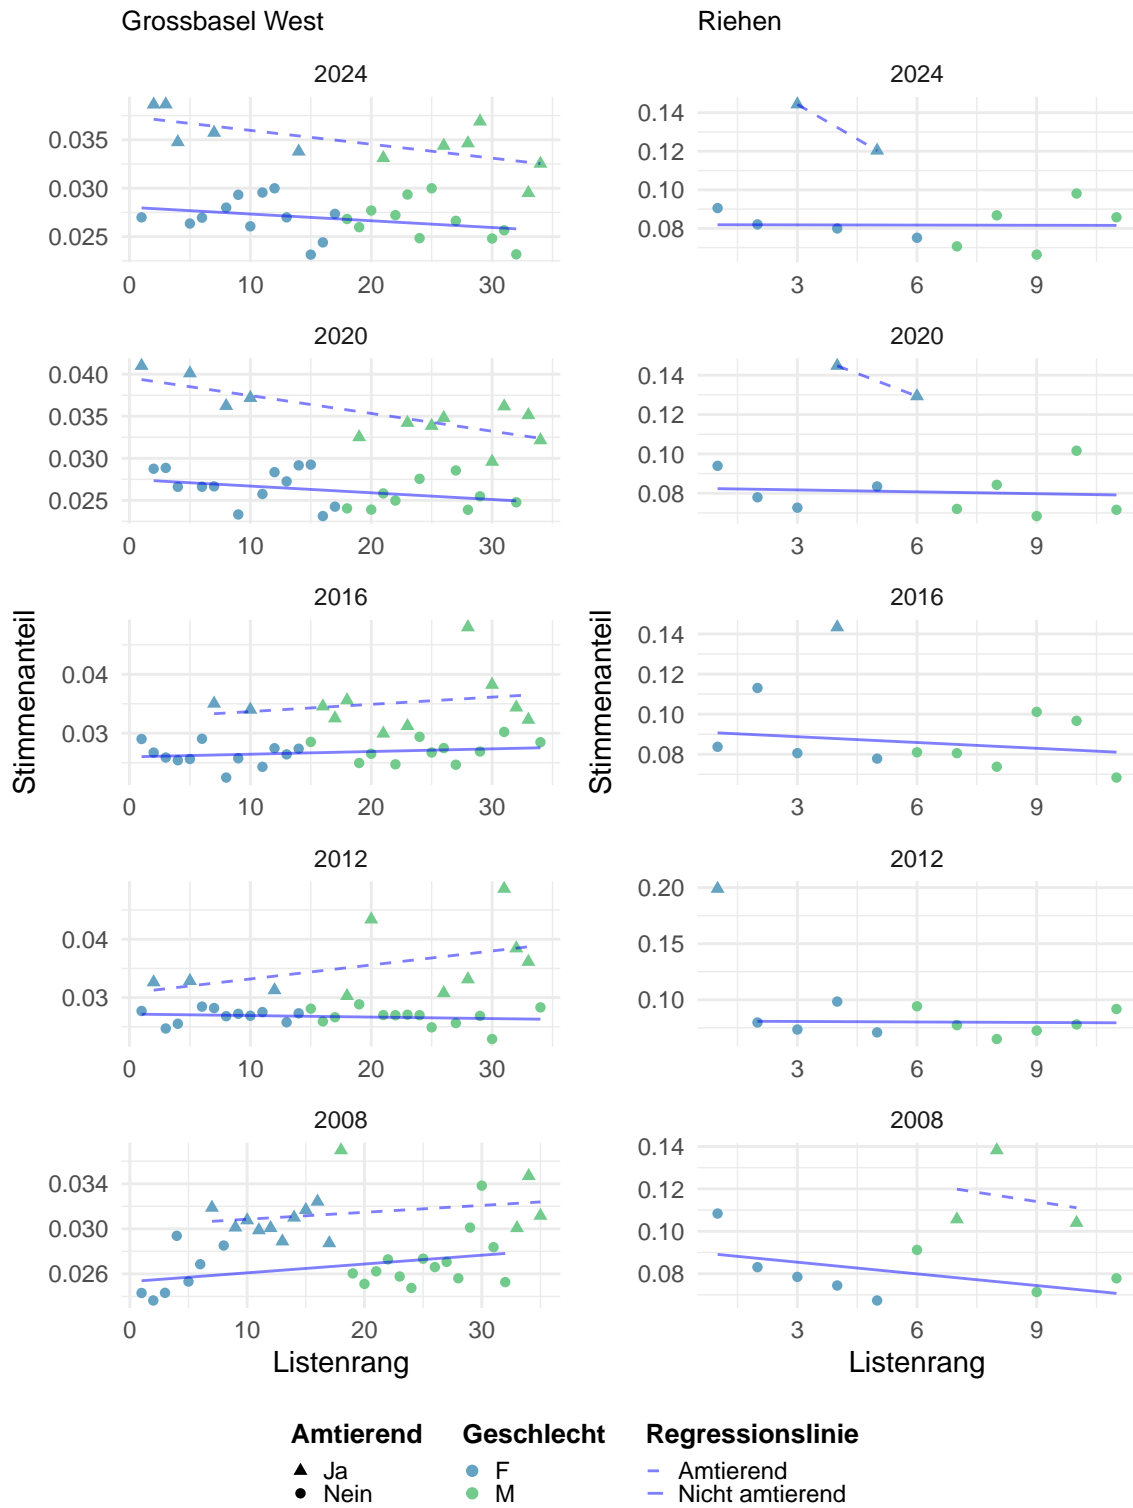 Grossbasel West
Riehen
2024
2024
0.035
0.030
0.025
0 10 20 30
0.14
0.12
0.10
0.08
3 6 9
2020
2020
0.040
0.035
0.030
0.025
0 10 20 30
0.14
0.12
0.10
0.08
3 6 9
Stimmenanteil
Stimmenanteil
2016
2016
0.04
0.03
0 10 20 30
0.14
0.12
0.10
0.08
3 6 9
2012
2012
0.04
0.03
0 10 20 30
0.20
0.15
0.10
3 6 9
2008
2008
0.034
0.030
0.026
0 10 20 30
0.14
0.12
0.10
0.08
3 6 9
Listenrang
Listenrang
Amtierend
Ja
Nein
Geschlecht
F
M
Regressionslinie
Amtierend
Nicht amtierend